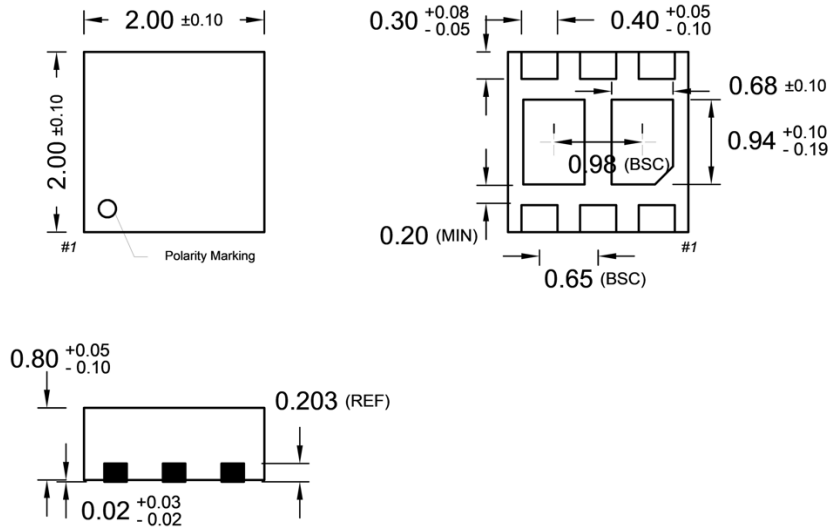 2.00 ±0.10
2.00 ±0.10
#1
Polarity Marking
0.30 +0.08 - 0.05
0.40 +0.05 - 0.10
0.68 ±0.10
0.94 +0.10 - 0.19
0.98 (BSC)
0.20 (MIN)
0.65 (BSC)
#1
0.80 +0.05 - 0.10
0.203 (REF)
0.02 +0.03 - 0.02